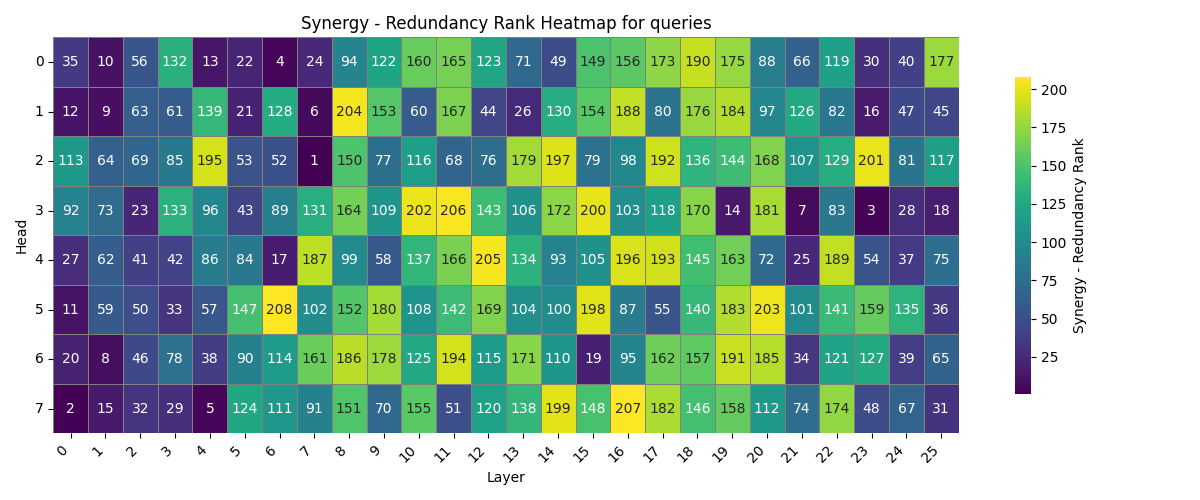 Synergy - Redundancy Rank Heatmap for queries
Head
0 35 10 56 132 13 22 4 24 94 122 160 165 123 71 49 149 156 173 190 175 88 66 119 30 40 177
1 12 9 63 61 139 21 128 6 204 153 60 167 44 26 130 154 188 80 176 184 97 126 82 16 47 45
2 113 64 69 85 195 53 52 1 150 77 116 68 76 179 197 79 98 192 136 144 168 107 129 201 81 117
3 92 73 23 133 96 43 89 131 164 109 202 206 143 106 172 200 103 118 170 14 181 7 83 3 28 18
4 27 62 41 42 86 84 17 187 99 58 137 166 205 134 93 105 196 193 145 163 72 25 189 54 37 75
5 11 59 50 33 57 147 208 102 152 180 108 142 169 104 100 198 87 55 140 183 203 101 141 159 135 36
6 20 8 46 78 38 90 114 161 186 178 125 194 115 171 110 19 95 162 157 191 185 34 121 127 39 65
7 2 15 32 29 5 124 111 91 151 70 155 51 120 138 199 148 207 182 146 158 112 74 174 48 67 31
0 1 2 3 4 5 6 7 8 9 10 11 12 13 14 15 16 17 18 19 20 21 22 23 24 25
Layer
200
175
150
125
100
75
50
25
Synergy - Redundancy Rank